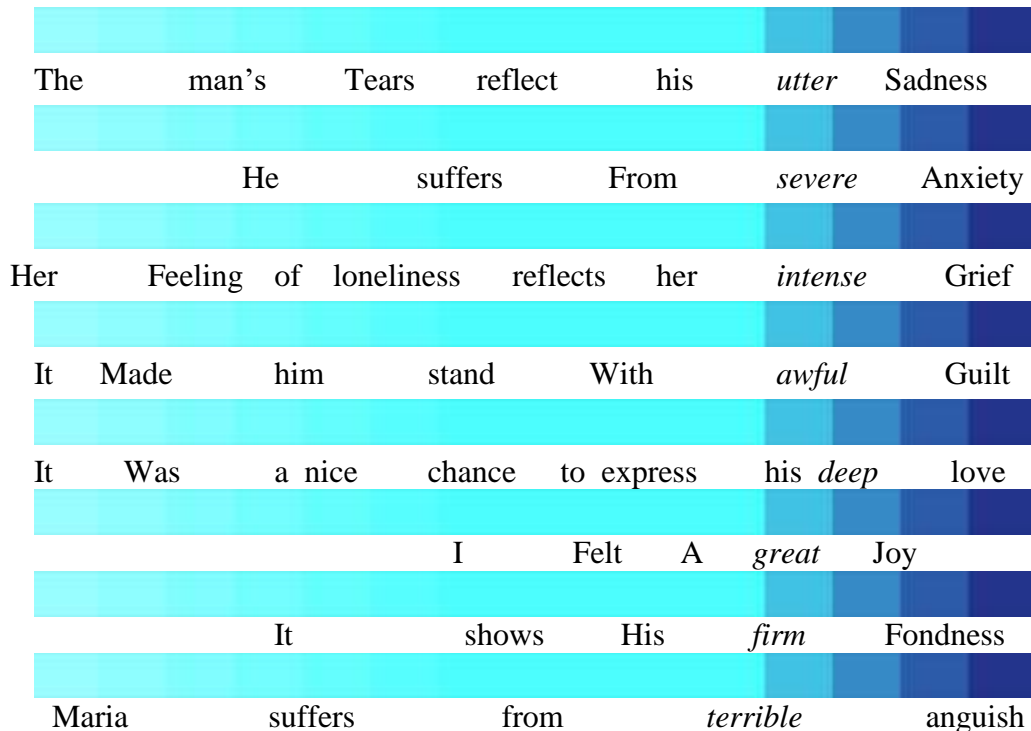 The man's Tears reflect his utter Sadness
He suffers From severe Anxiety
Her Feeling of loneliness reflects her intense Grief
It Made him stand With awful Guilt
It Was a nice chance to express his deep love
I Felt A great Joy
It shows His firm Fondness
Maria suffers from terrible anguish